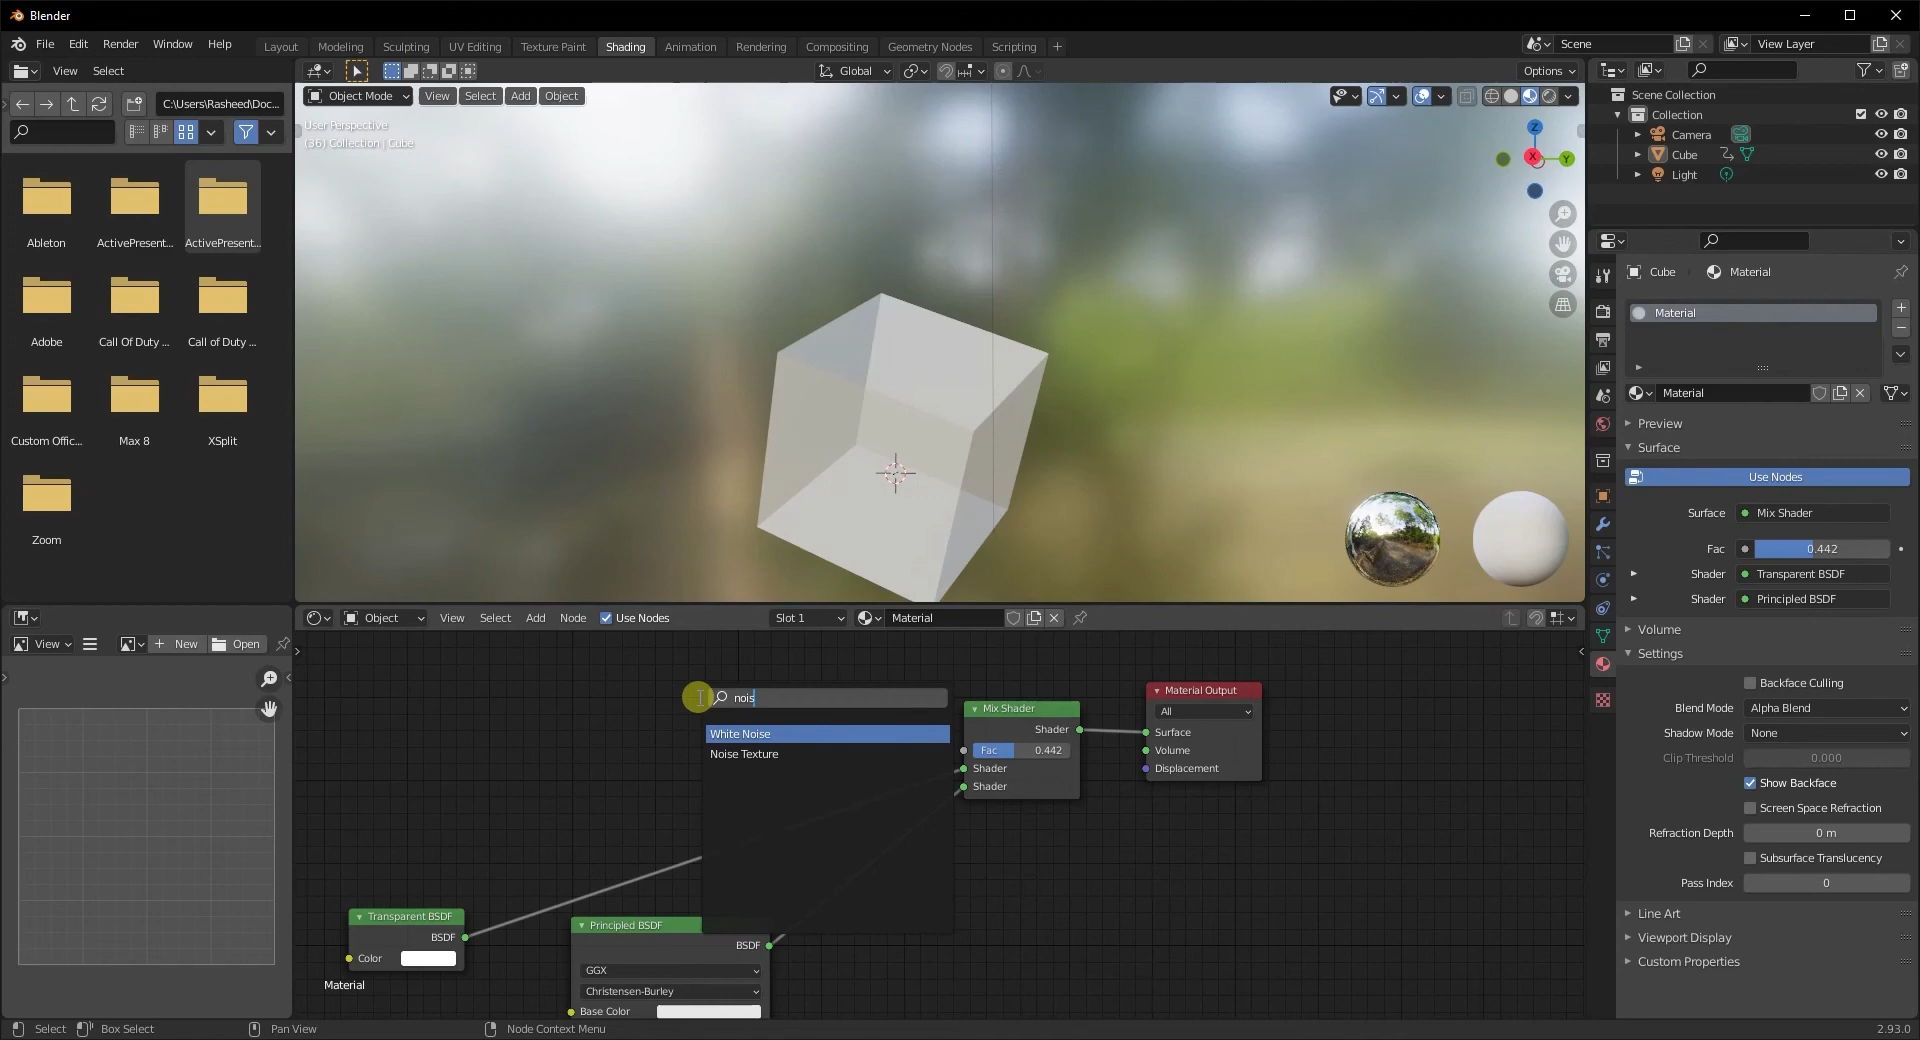 Blender
File Edit Render Window Help
Layout Modeling Sculpting UV Editing Texture Paint Shading Animation Rendering Compositing Geometry Nodes Scripting +
Scene
View Layer
View Select
Global
Options
C:\Users\Rasheed\Doc...
Object Mode View Select Add Object
User Perspective
(36) Collection | Cube
Z
X
Y
Scene Collection
Collection
Camera
Cube
Light
Ableton
ActivePresent...
ActivePresent...
Adobe
Call Of Duty ...
Call of Duty ...
Custom Offic...
Max 8
XSplit
Zoom
Cube
Material
Material
Material
Preview
Surface
Use Nodes
Surface Mix Shader
Fac 0.442
Shader Transparent BSDF
Shader Principled BSDF
Volume
Settings
Backface Culling
Blend Mode Alpha Blend
Shadow Mode None
Clip Threshold 0.000
Show Backface
Screen Space Refraction
Refraction Depth 0 m
Subsurface Translucency
Pass Index 0
Line Art
Viewport Display
Custom Properties
View
New
Open
Object View Select Add Node Use Nodes
Slot 1
Material
nois
White Noise
Noise Texture
Mix Shader
Shader
Fac 0.442
Shader
Shader
Material Output
All
Surface
Volume
Displacement
Transparent BSDF
BSDF
Color
Material
Principled BSDF
BSDF
GGX
Christensen-Burley
Base Color
Select Box Select Pan View Node Context Menu
2.93.0